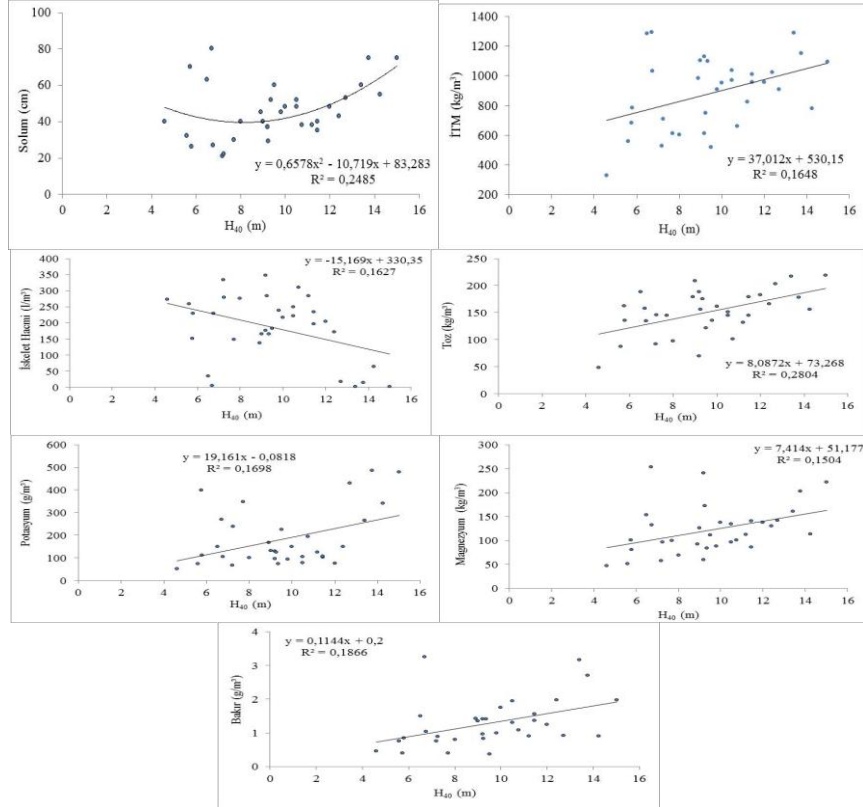 Solum (cm)
100
80
60
40
20
0
y = 0,6578x² - 10,719x + 83,283
R² = 0,2485
0 2 4 6 8 10 12 14 16
H₄₀ (m)
İTM (kg/m³)
1400
1200
1000
800
600
400
200
y = 37,012x + 530,15
R² = 0,1648
0 2 4 6 8 10 12 14 16
H₄₀ (m)
İskelet Hacmi (l/m³)
400
350
300
250
200
150
100
50
0
y = -15,169x + 330,35
R² = 0,1627
0 2 4 6 8 10 12 14 16
H₄₀ (m)
Toz (kg/m³)
250
200
150
100
50
0
y = 8,0872x + 73,268
R² = 0,2804
0 2 4 6 8 10 12 14 16
H₄₀ (m)
Potasyum (g/m³)
600
500
400
300
200
100
0
y = 19,161x - 0,0818
R² = 0,1698
0 2 4 6 8 10 12 14 16
H₄₀ (m)
Magnezyum (kg/m³)
300
250
200
150
100
50
0
y = 7,414x + 51,177
R² = 0,1504
0 2 4 6 8 10 12 14 16
H₄₀ (m)
Bakır (g/m³)
4
3
2
1
0
y = 0,1144x + 0,2
R² = 0,1866
0 2 4 6 8 10 12 14 16
H₄₀ (m)